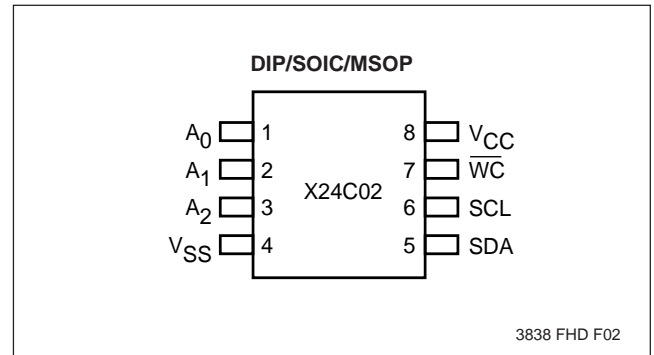 DIP/SOIC/MSOP
A0 1 8 VCC
A1 2 7 W̅C̅
X24C02
A2 3 6 SCL
VSS 4 5 SDA
3838 FHD F02